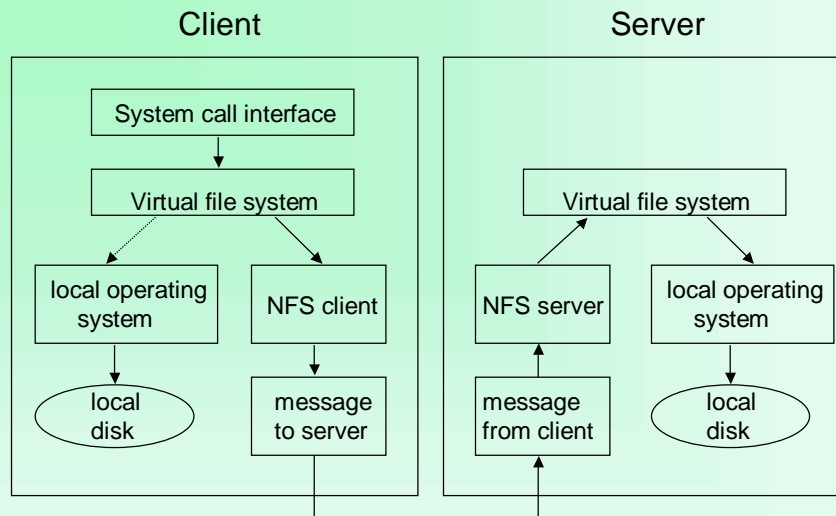 Client
Server
System call interface
Virtual file system
Virtual file system
local operating
system
NFS client
NFS server
local operating
system
local
disk
message
to server
message
from client
local
disk